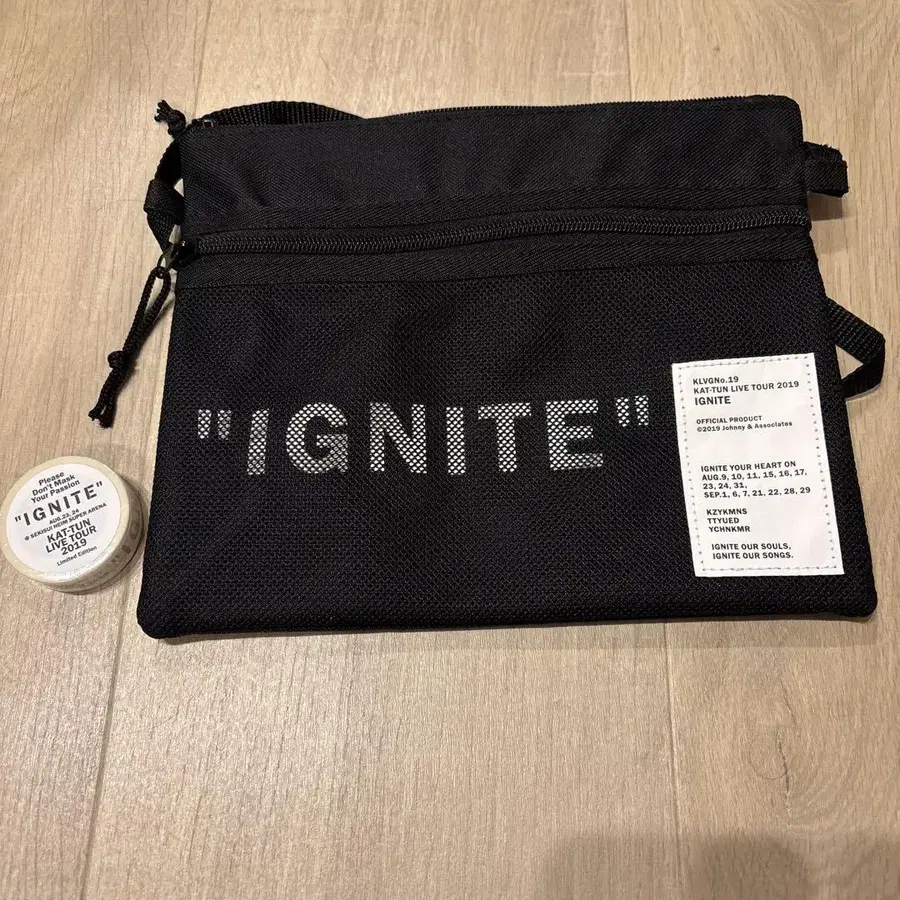 "IGNITE"
KLVGNo.19
KAT-TUN LIVE TOUR 2019
IGNITE
OFFICIAL PRODUCT
©2019 Johnny & Associates
IGNITE YOUR HEART ON
AUG.9, 10, 11, 15, 16, 17,
23, 24, 31,
SEP.1, 6, 7, 21, 22, 28, 29
KZYKMNS
TTYUED
YCHNKMR
IGNITE OUR SOULS,
IGNITE OUR SONGS.
Please
Don't Mask
Your Passion
"IGNITE"
AUG.23, 24
@ SEKISUI HEIM SUPER ARENA
KAT-TUN
LIVE TOUR
2019
Limited Edition